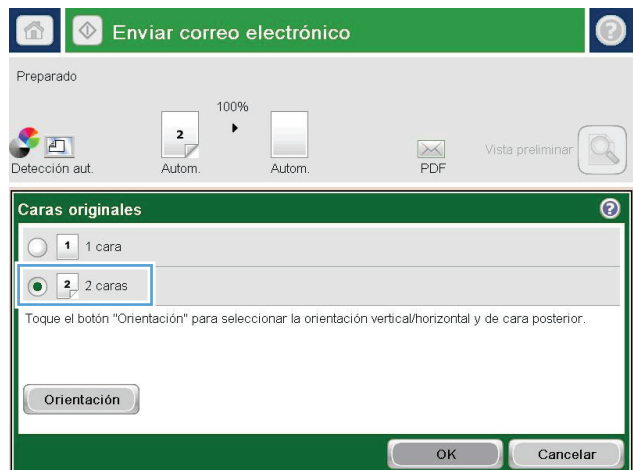 Enviar correo electrónico
?
Preparado
100%
2
Detección aut.
Autom.
Autom.
PDF
Vista preliminar
Caras originales
?
1 1 cara
2 2 caras
Toque el botón "Orientación" para seleccionar la orientación vertical/horizontal y de cara posterior.
Orientación
OK
Cancelar